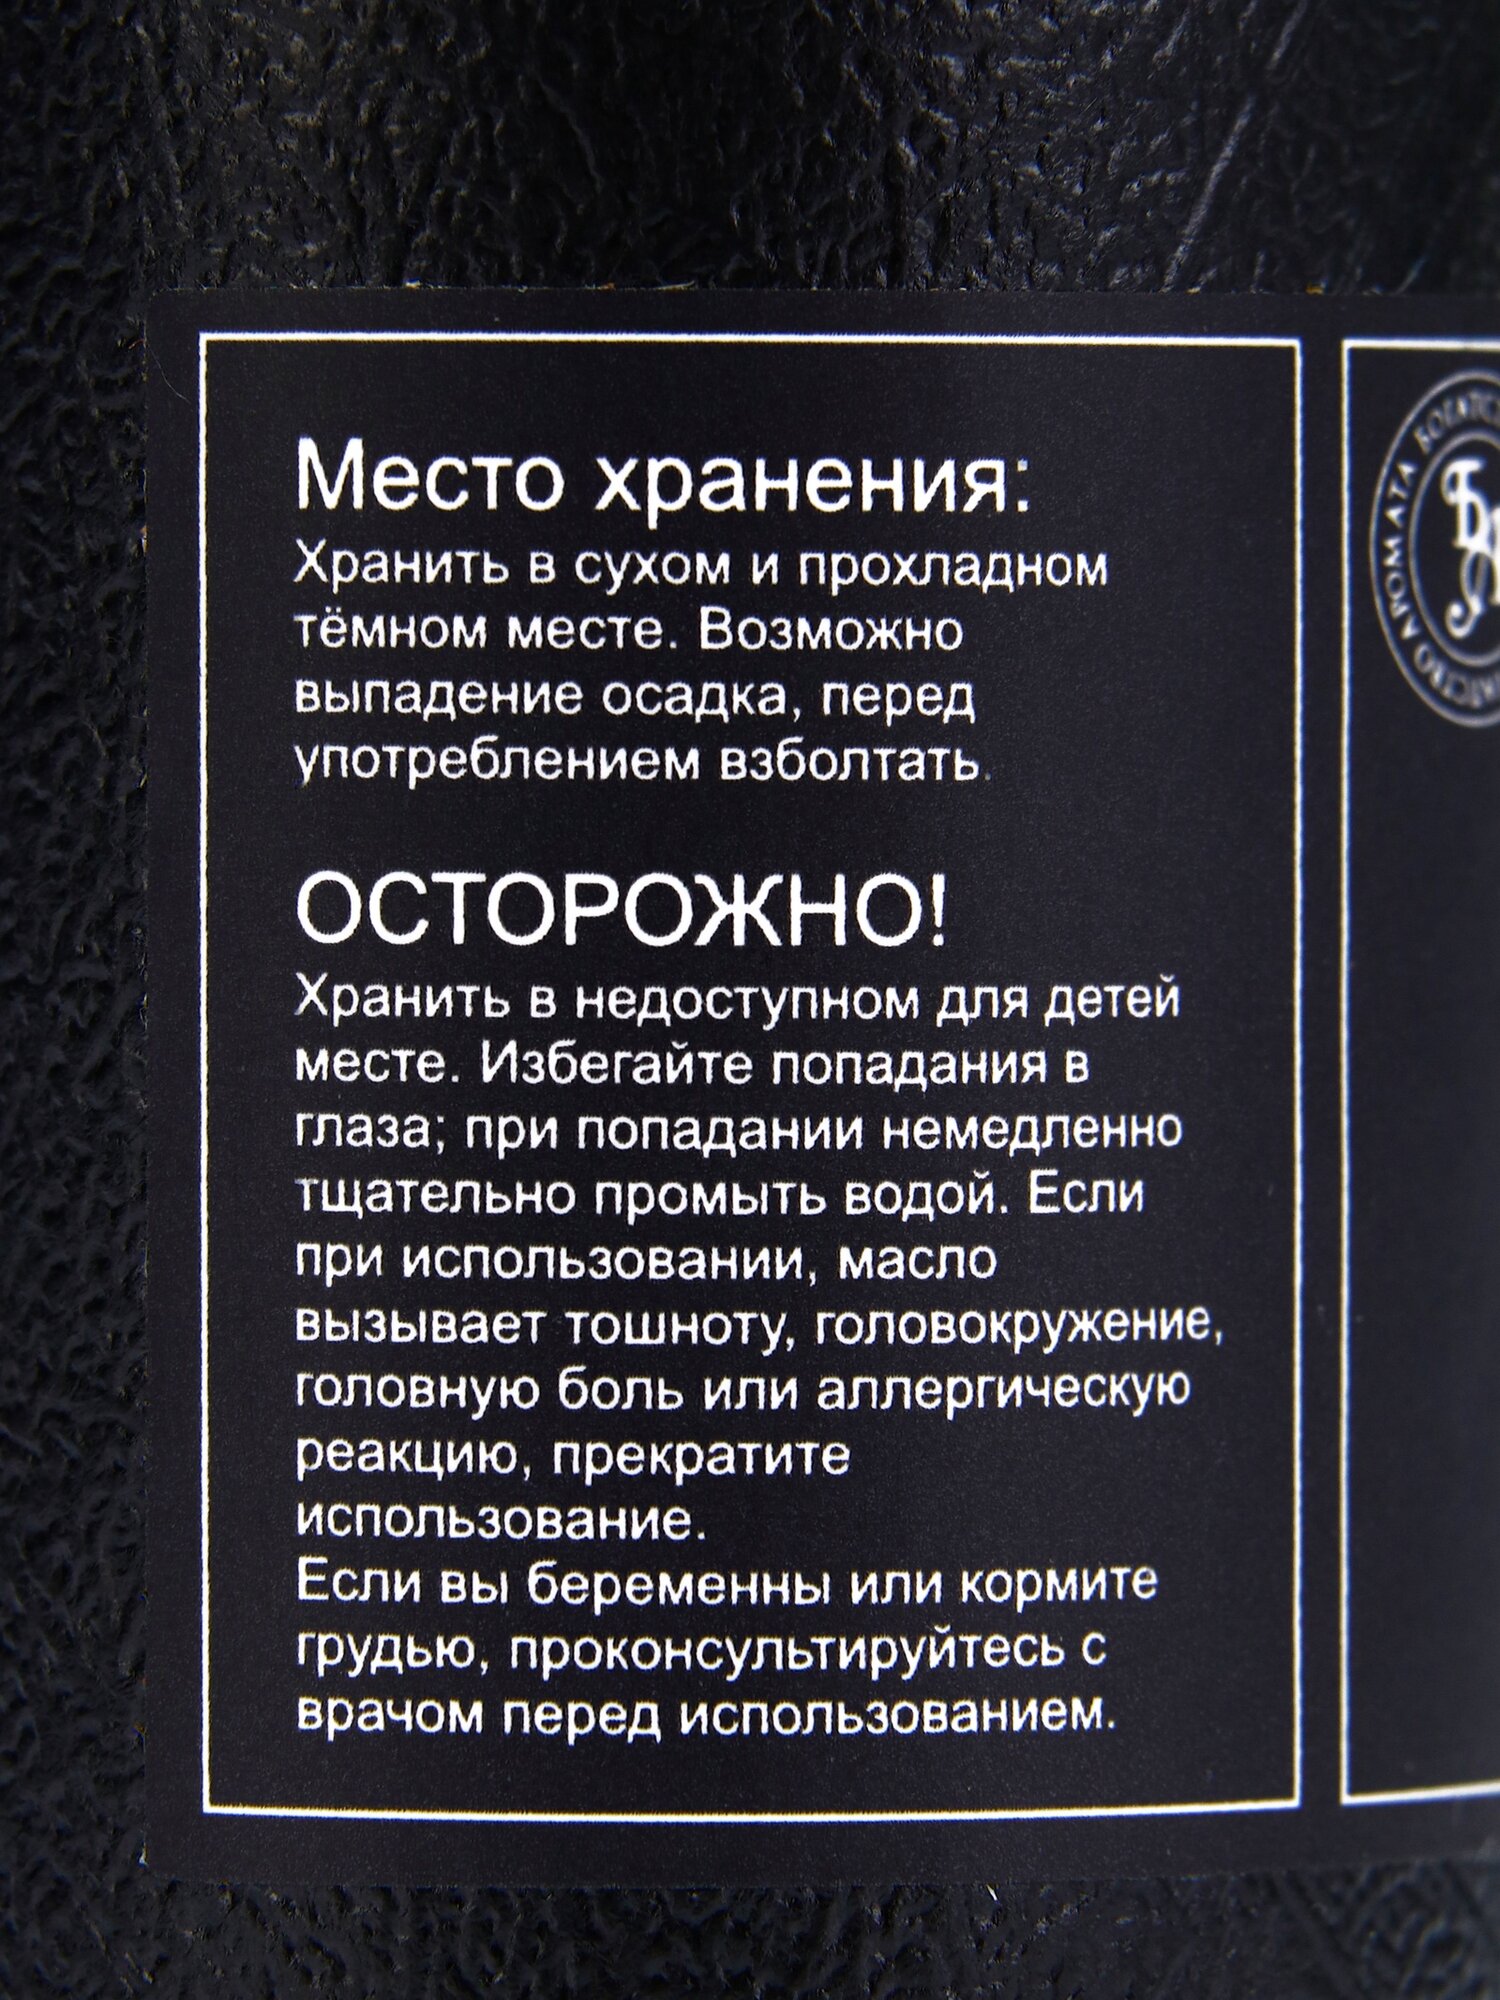 Место хранения:
Хранить в сухом и прохладном
тёмном месте. Возможно
выпадение осадка, перед
употреблением взболтать.
ОСТОРОЖНО!
Хранить в недоступном для детей
месте. Избегайте попадания в
глаза; при попадании немедленно
тщательно промыть водой. Если
при использовании, масло
вызывает тошноту, головокружение,
головную боль или аллергическую
реакцию, прекратите
использование.
Если вы беременны или кормите
грудью, проконсультируйтесь с
врачом перед использованием.
АРОМАТА